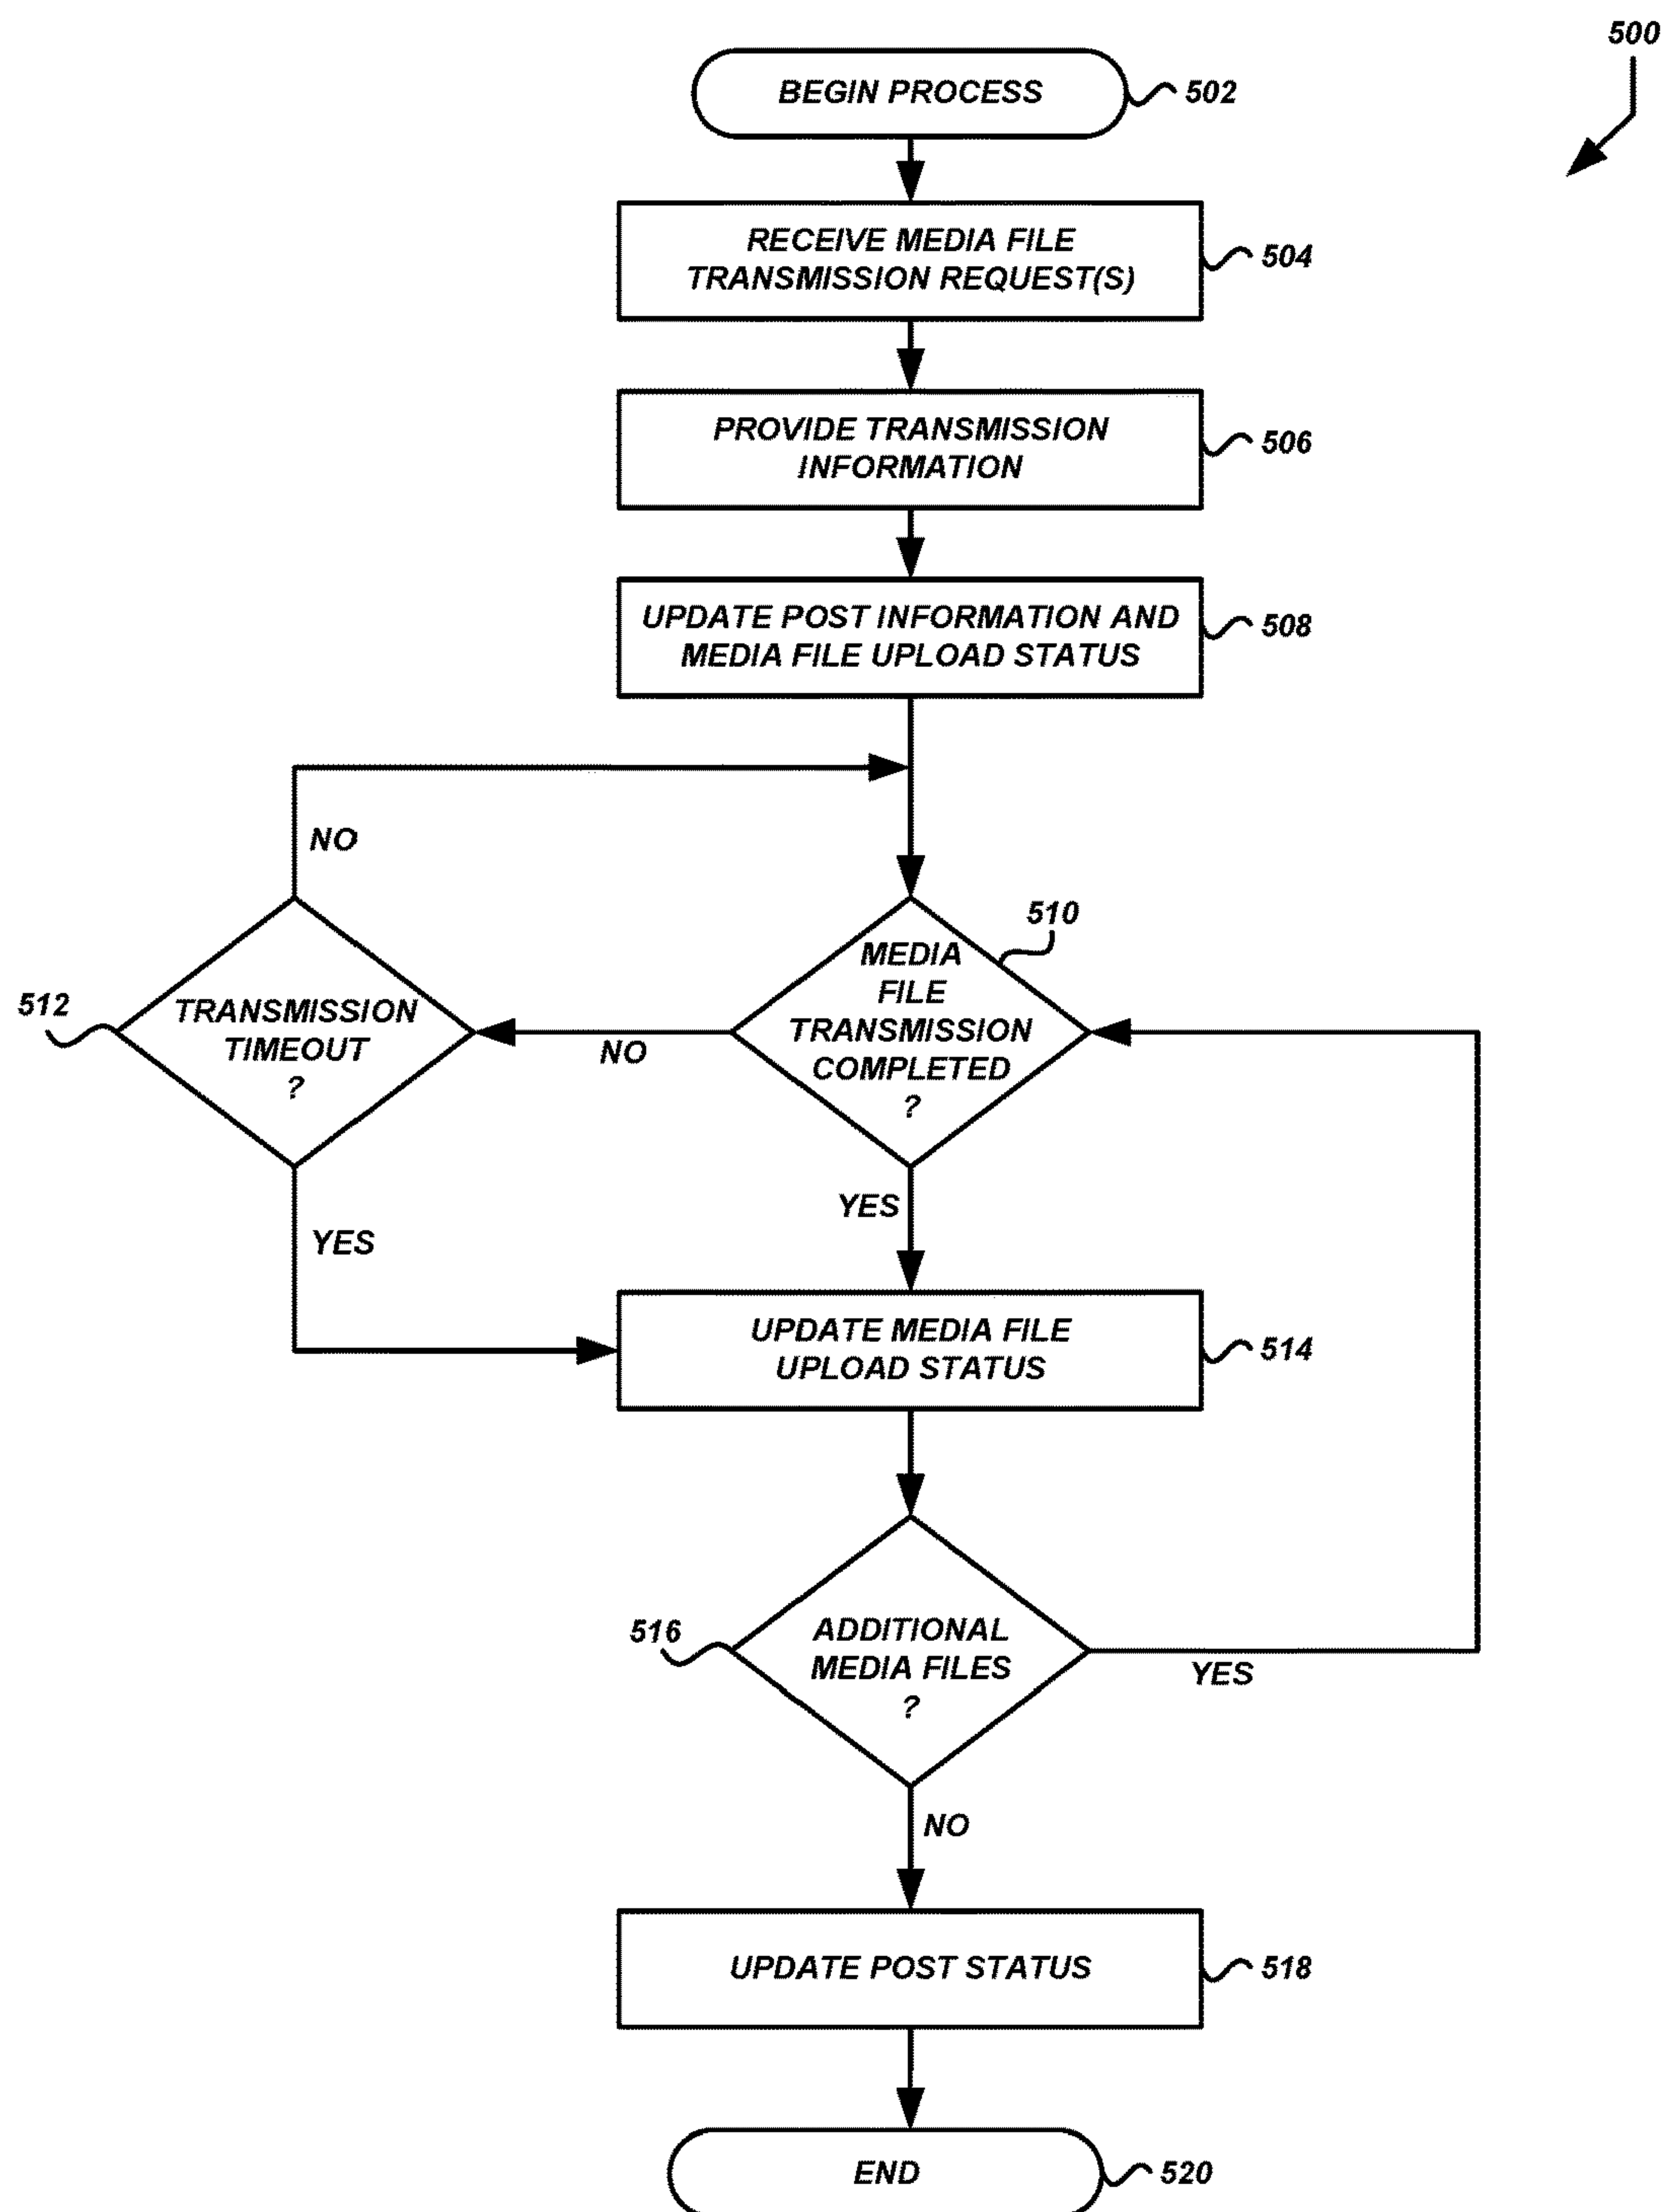 500
BEGIN PROCESS
502
RECEIVE MEDIA FILE
TRANSMISSION REQUEST(S)
504
PROVIDE TRANSMISSION
INFORMATION
506
UPDATE POST INFORMATION AND
MEDIA FILE UPLOAD STATUS
508
NO
510
MEDIA
FILE
TRANSMISSION
COMPLETED
?
512
TRANSMISSION
TIMEOUT
?
NO
YES
YES
UPDATE MEDIA FILE
UPLOAD STATUS
514
516
ADDITIONAL
MEDIA FILES
?
YES
NO
UPDATE POST STATUS
518
END
520